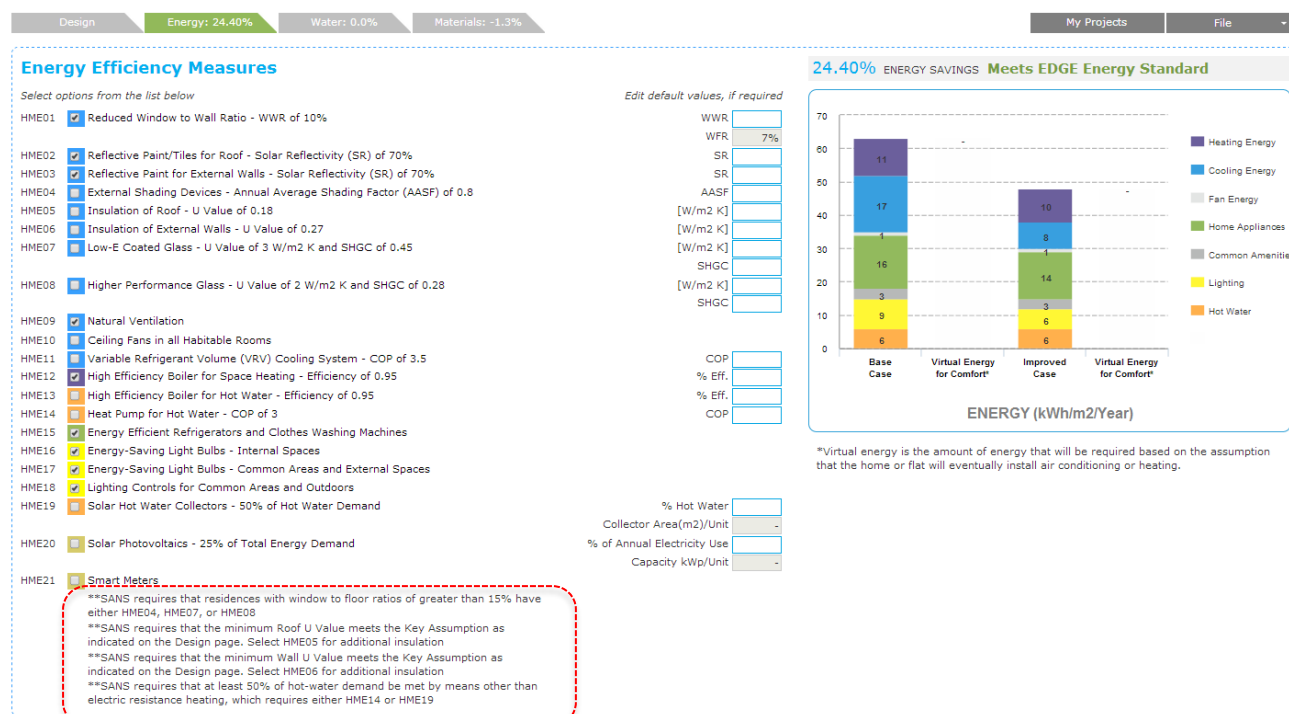 Design
Energy: 24.40%
Water: 0.0%
Materials: -1.3%
My Projects
File
Energy Efficiency Measures
Select options from the list below
Edit default values, if required
HME01 Reduced Window to Wall Ratio - WWR of 10% WWR
WFR 7%
HME02 Reflective Paint/Tiles for Roof - Solar Reflectivity (SR) of 70% SR
HME03 Reflective Paint for External Walls - Solar Reflectivity (SR) of 70% SR
HME04 External Shading Devices - Annual Average Shading Factor (AASF) of 0.8 AASF
HME05 Insulation of Roof - U Value of 0.18 [W/m2 K]
HME06 Insulation of External Walls - U Value of 0.27 [W/m2 K]
HME07 Low-E Coated Glass - U Value of 3 W/m2 K and SHGC of 0.45 [W/m2 K]
SHGC
HME08 Higher Performance Glass - U Value of 2 W/m2 K and SHGC of 0.28 [W/m2 K]
SHGC
HME09 Natural Ventilation
HME10 Ceiling Fans in all Habitable Rooms
HME11 Variable Refrigerant Volume (VRV) Cooling System - COP of 3.5 COP
HME12 High Efficiency Boiler for Space Heating - Efficiency of 0.95 % Eff.
HME13 High Efficiency Boiler for Hot Water - Efficiency of 0.95 % Eff.
HME14 Heat Pump for Hot Water - COP of 3 COP
HME15 Energy Efficient Refrigerators and Clothes Washing Machines
HME16 Energy-Saving Light Bulbs - Internal Spaces
HME17 Energy-Saving Light Bulbs - Common Areas and External Spaces
HME18 Lighting Controls for Common Areas and Outdoors
HME19 Solar Hot Water Collectors - 50% of Hot Water Demand % Hot Water
Collector Area(m2)/Unit -
HME20 Solar Photovoltaics - 25% of Total Energy Demand % of Annual Electricity Use
Capacity kWp/Unit -
HME21 Smart Meters
**SANS requires that residences with window to floor ratios of greater than 15% have
either HME04, HME07, or HME08
**SANS requires that the minimum Roof U Value meets the Key Assumption as
indicated on the Design page. Select HME05 for additional insulation
**SANS requires that the minimum Wall U Value meets the Key Assumption as
indicated on the Design page. Select HME06 for additional insulation
**SANS requires that at least 50% of hot-water demand be met by means other than
electric resistance heating, which requires either HME14 or HME19
24.40% ENERGY SAVINGS Meets EDGE Energy Standard
70
60
50
40
30
20
10
0
11
17
1
16
3
9
6
-
10
8
1
14
3
6
6
-
Base
Case
Virtual Energy
for Comfort*
Improved
Case
Virtual Energy
for Comfort*
ENERGY (kWh/m2/Year)
Heating Energy
Cooling Energy
Fan Energy
Home Appliances
Common Amenitie
Lighting
Hot Water
*Virtual energy is the amount of energy that will be required based on the assumption
that the home or flat will eventually install air conditioning or heating.